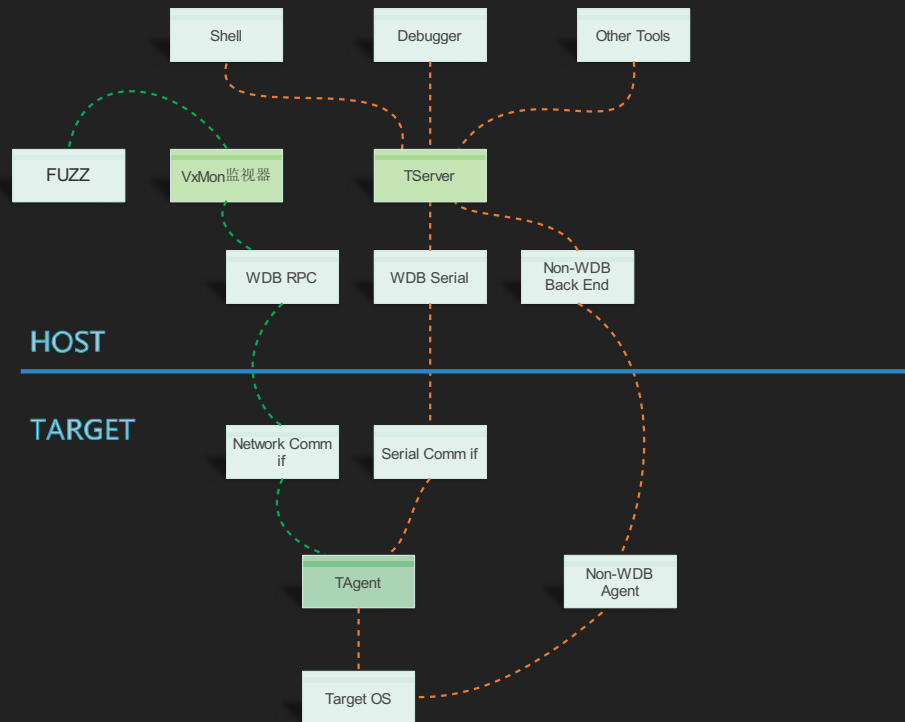 Shell
Debugger
Other Tools
FUZZ
VxMon监视器
TServer
WDB RPC
WDB Serial
Non-WDB
Back End
HOST
TARGET
Network Comm
if
Serial Comm if
TAgent
Non-WDB
Agent
Target OS